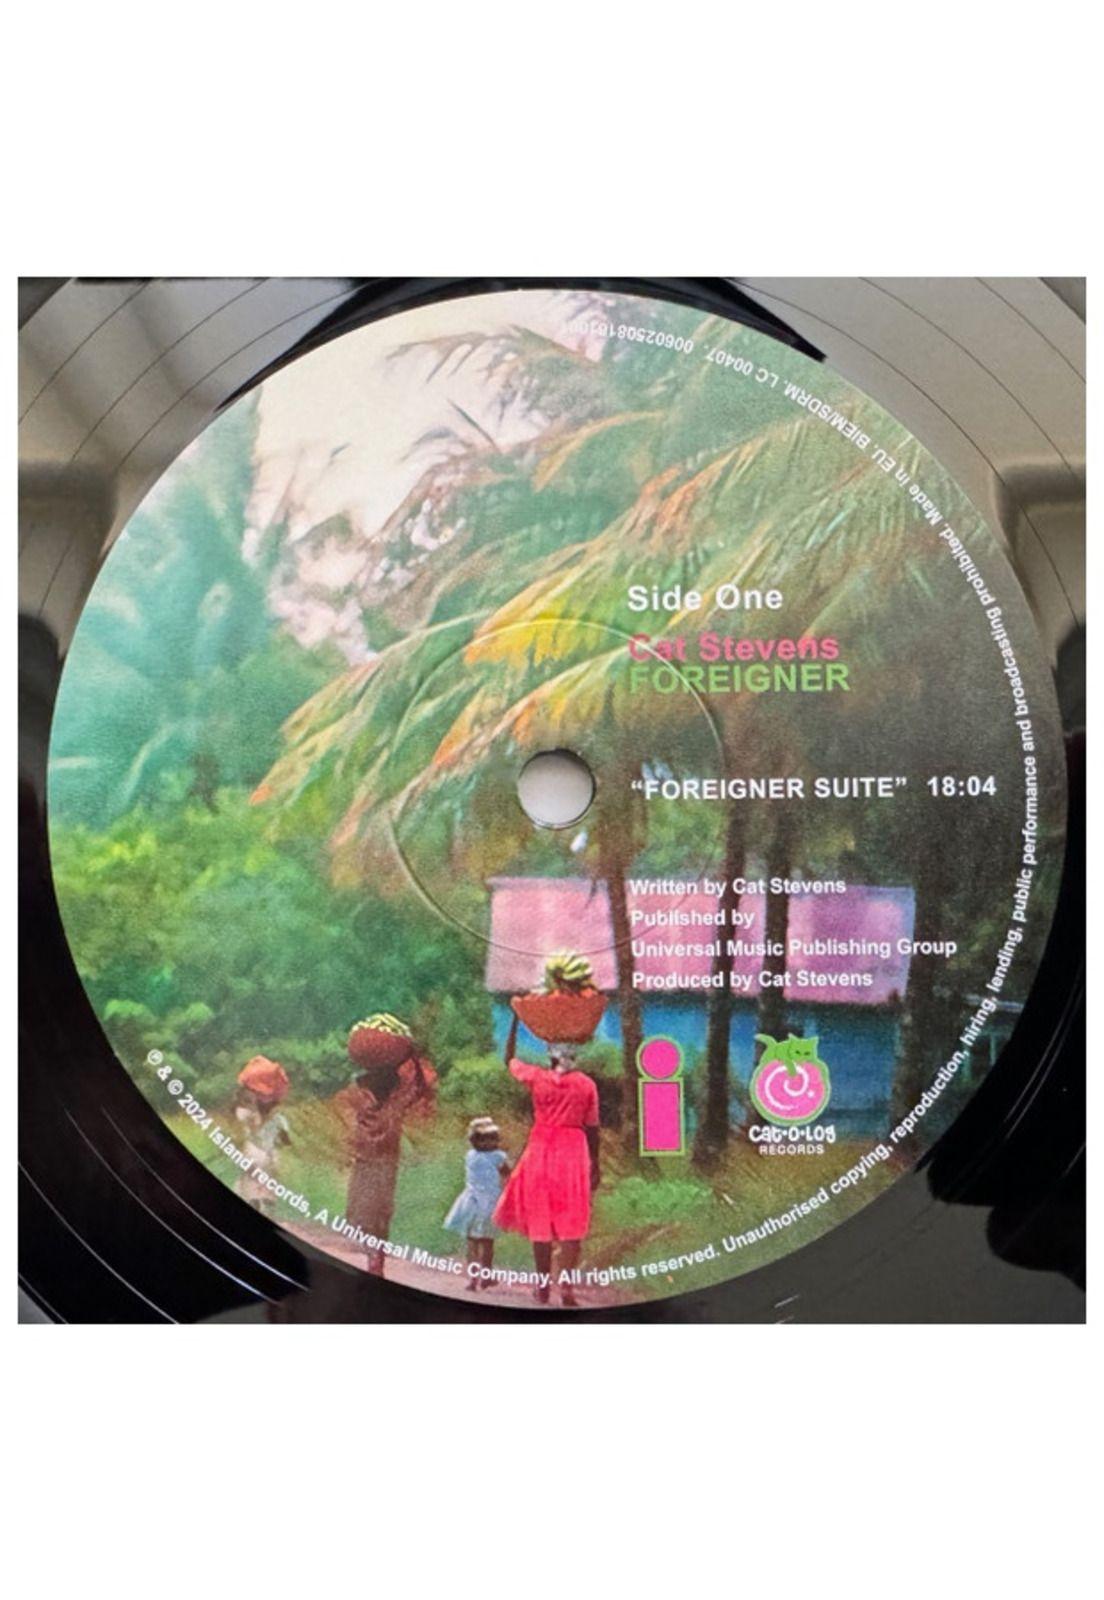 Side One
Cat Stevens
FOREIGNER
“FOREIGNER SUITE” 18:04
Written by Cat Stevens
Published by
Universal Music Publishing Group
Produced by Cat Stevens
i
Cat•O•Log
RECORDS
℗ & © 2024 Island records, A Universal Music Company. All rights reserved. Unauthorised copying, reproduction, hiring, lending, public performance and broadcasting prohibited. Made In EU. BIEM/SDRM. LC 00407.